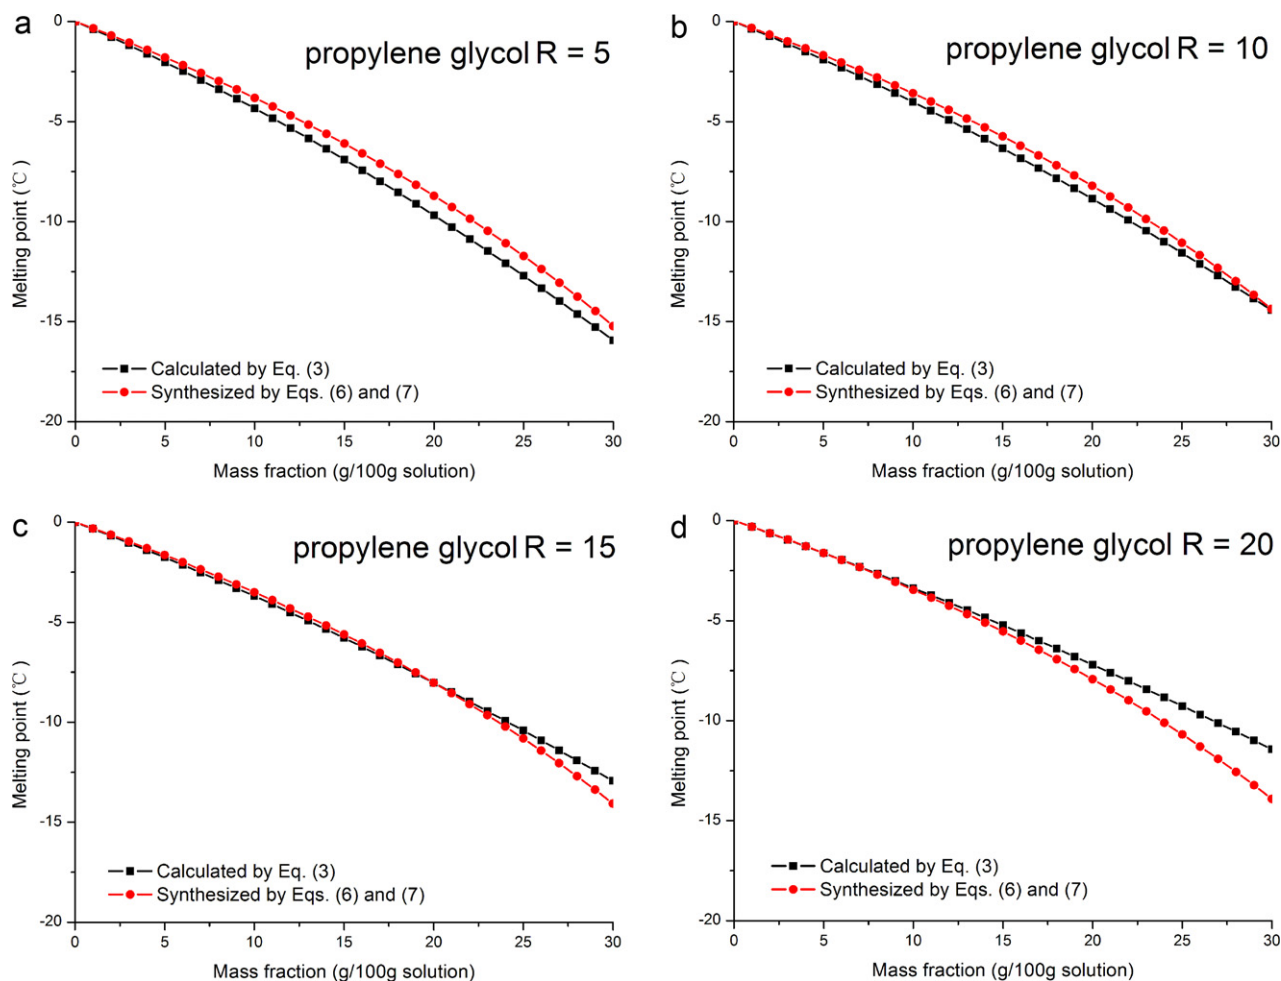 a
propylene glycol R = 5
0
-5
-10
-15
-20
Melting point (℃)
Calculated by Eq. (3)
Synthesized by Eqs. (6) and (7)
0 5 10 15 20 25 30
Mass fraction (g/100g solution)
b
propylene glycol R = 10
0
-5
-10
-15
-20
Melting point (℃)
Calculated by Eq. (3)
Synthesized by Eqs. (6) and (7)
0 5 10 15 20 25 30
Mass fraction (g/100g solution)
c
propylene glycol R = 15
0
-5
-10
-15
-20
Melting point (℃)
Calculated by Eq. (3)
Synthesized by Eqs. (6) and (7)
0 5 10 15 20 25 30
Mass fraction (g/100g solution)
d
propylene glycol R = 20
0
-5
-10
-15
-20
Melting point (℃)
Calculated by Eq. (3)
Synthesized by Eqs. (6) and (7)
0 5 10 15 20 25 30
Mass fraction (g/100g solution)